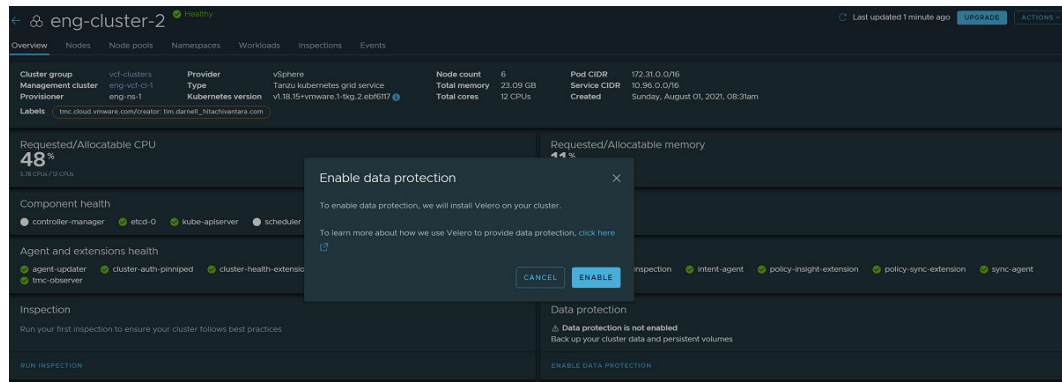 eng-cluster-2
Healthy
Last updated 1 minute ago
UPGRADE
ACTIONS
Overview Nodes Node pools Namespaces Workloads Inspections Events
Cluster group vcf-clusters
Management cluster eng-vcf-cl-1
Provisioner eng-ns-1
Provider vSphere
Type Tanzu kubernetes grid service
Kubernetes version v1.18.15+vmware.1-tkg.2.ebf6117
Node count 6
Total memory 23.09 GB
Total cores 12 CPUs
Pod CIDR 172.31.0.0/16
Service CIDR 10.96.0.0/16
Created Sunday, August 01, 2021, 08:31am
Labels tmc.cloud.vmware.com/creator: tim.darnell_hitachivantara.com
Requested/Allocatable CPU
48%
5.78 CPUs / 12 CPUs
Requested/Allocatable memory
11%
Enable data protection
To enable data protection, we will install Velero on your cluster.
To learn more about how we use Velero to provide data protection, click here
CANCEL
ENABLE
Component health
controller-manager etcd-0 kube-apiserver scheduler
Agent and extensions health
agent-updater cluster-auth-pinniped cluster-health-extensio
inspection intent-agent policy-insight-extension policy-sync-extension sync-agent
tmc-observer
Inspection
Run your first inspection to ensure your cluster follows best practices
RUN INSPECTION
Data protection
Data protection is not enabled
Back up your cluster data and persistent volumes
ENABLE DATA PROTECTION